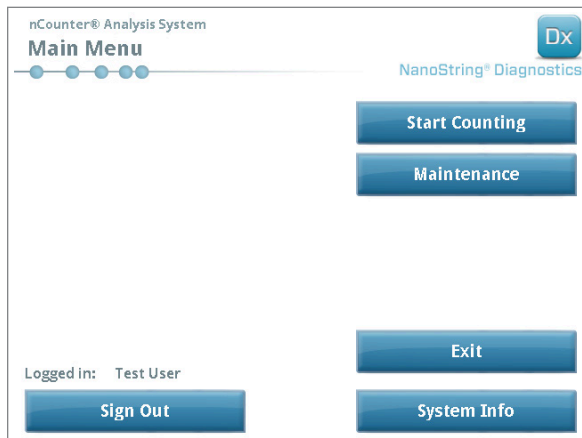 nCounter® Analysis System
Main Menu
Dx
NanoString® Diagnostics
Start Counting
Maintenance
Exit
Logged in: Test User
Sign Out
System Info